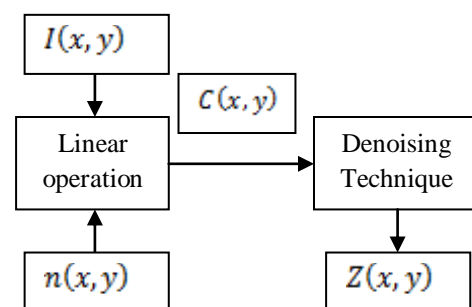 I(x, y)
C(x, y)
Linear
operation
Denoising
Technique
n(x, y)
Z(x, y)